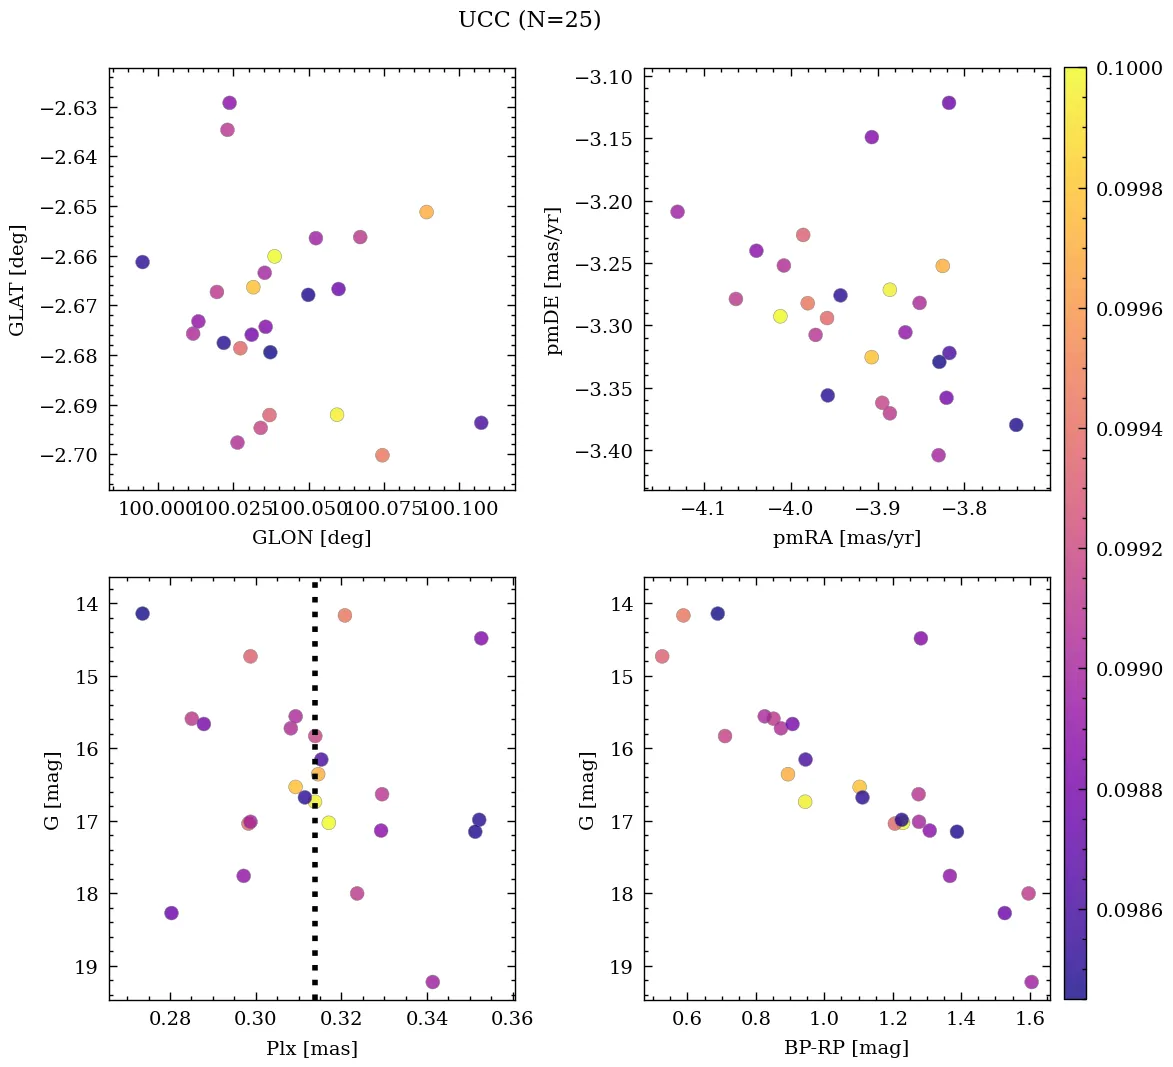 UCC (N=25)
−2.63
−2.64
−2.65
−2.66
−2.67
−2.68
−2.69
−2.70
GLAT [deg]
100.000 100.025 100.050 100.075 100.100
GLON [deg]
−3.10
−3.15
−3.20
−3.25
−3.30
−3.35
−3.40
pmDE [mas/yr]
−4.1 −4.0 −3.9 −3.8
pmRA [mas/yr]
14
15
16
17
18
19
G [mag]
0.28 0.30 0.32 0.34 0.36
Plx [mas]
14
15
16
17
18
19
G [mag]
0.6 0.8 1.0 1.2 1.4 1.6
BP-RP [mag]
0.1000
0.0998
0.0996
0.0994
0.0992
0.0990
0.0988
0.0986